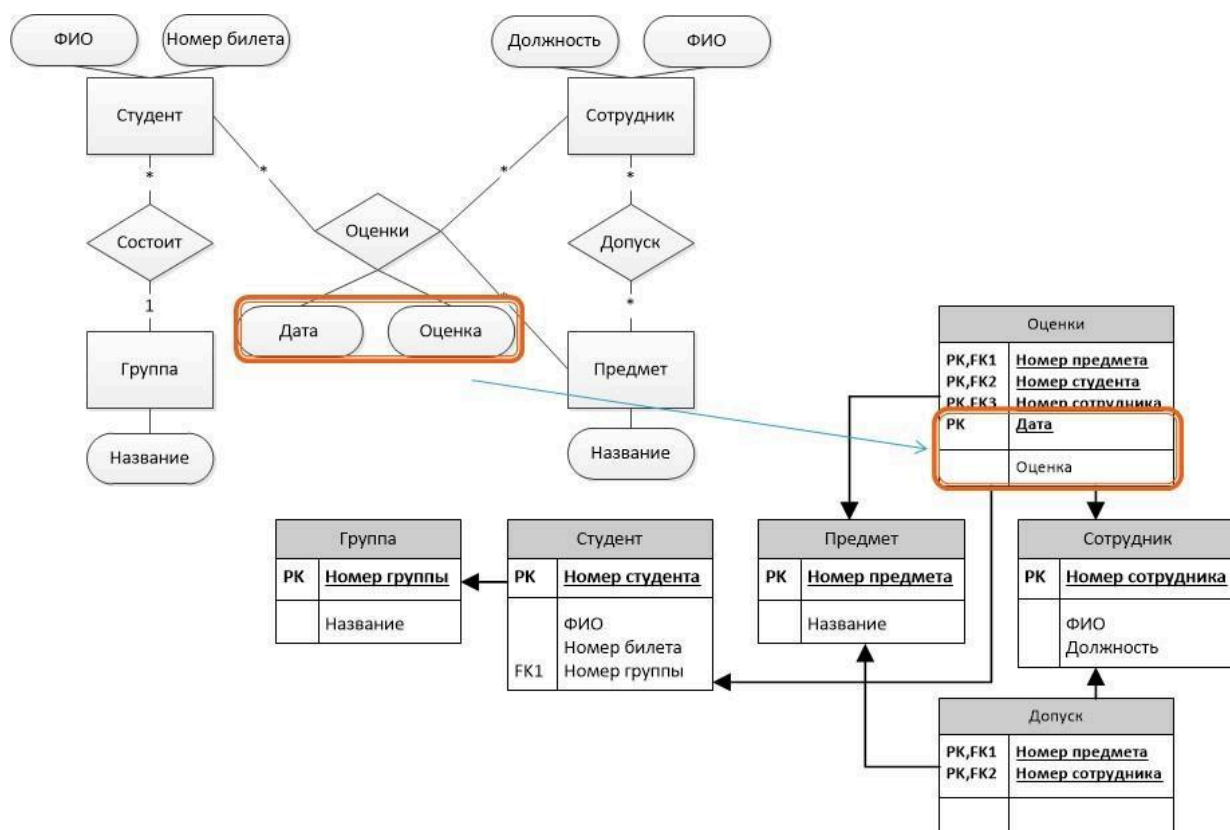 ФИО
Номер билета
Должность
ФИО
Студент
Сотрудник
*
*
*
*
Состоит
Оценки
Допуск
1
*
*
Дата
Оценка
Группа
Предмет
Название
Название
Оценки
PK,FK1 Номер предмета
PK,FK2 Номер студента
PK,FK3 Номер сотрудника
PK Дата
Оценка
Группа
PK Номер группы
Название
Студент
PK Номер студента
ФИО
Номер билета
FK1 Номер группы
Предмет
PK Номер предмета
Название
Сотрудник
PK Номер сотрудника
ФИО
Должность
Допуск
PK,FK1 Номер предмета
PK,FK2 Номер сотрудника